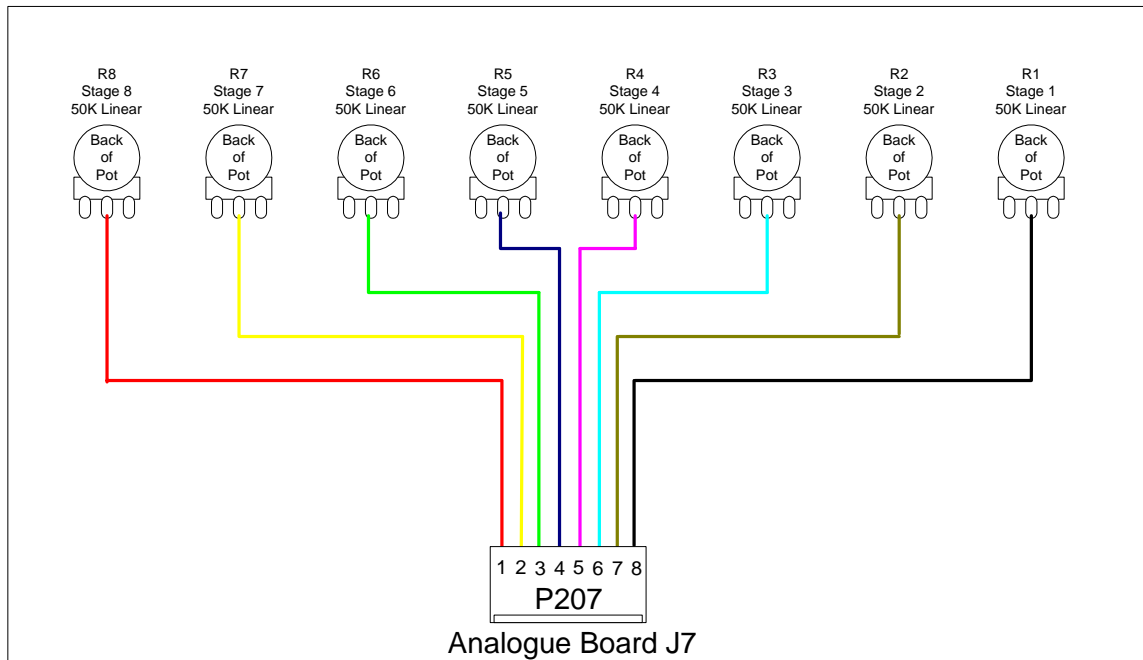 R8
Stage 8
50K Linear
Back
of
Pot
R7
Stage 7
50K Linear
Back
of
Pot
R6
Stage 6
50K Linear
Back
of
Pot
R5
Stage 5
50K Linear
Back
of
Pot
R4
Stage 4
50K Linear
Back
of
Pot
R3
Stage 3
50K Linear
Back
of
Pot
R2
Stage 2
50K Linear
Back
of
Pot
R1
Stage 1
50K Linear
Back
of
Pot
1 2 3 4 5 6 7 8
P207
Analogue Board J7